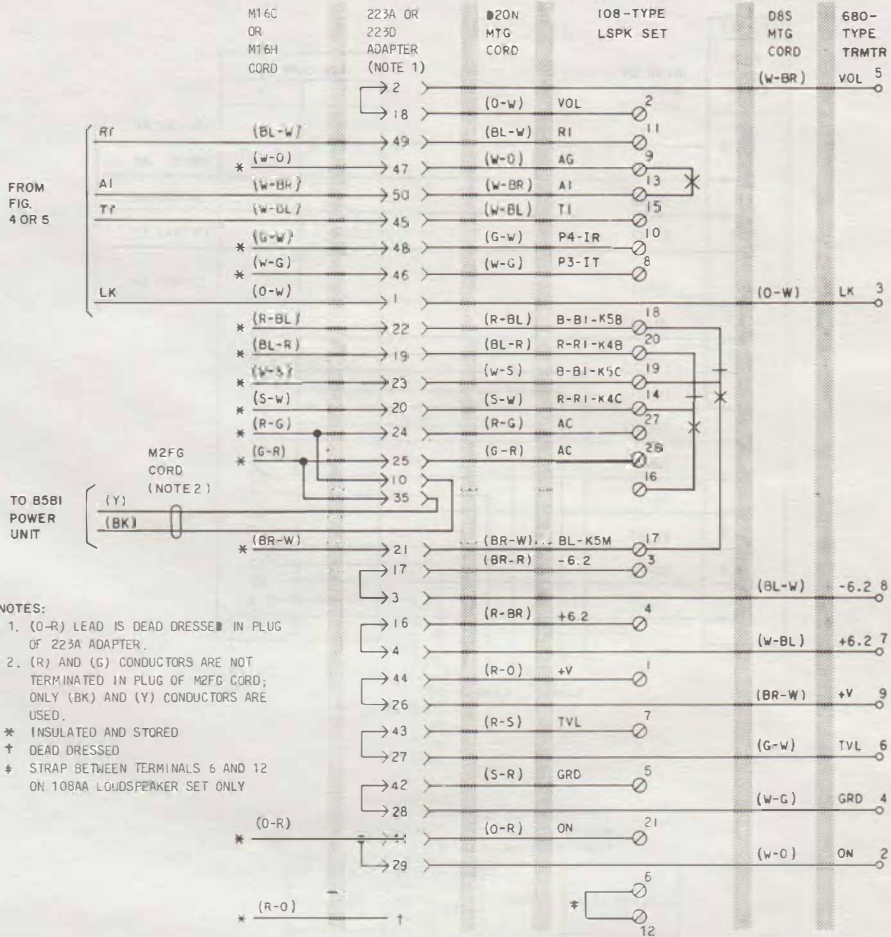 M16C OR M16H CORD
223A OR 223D ADAPTER (NOTE 1)
D20N MTG CORD
108-TYPE LSPK SET
D8S MTG CORD
680-TYPE TRMTR
2 (W-BR) VOL 5
18 (O-W) VOL 2
RI (BL-W) 49 (BL-W) RI 11
* (W-O) 47 (W-O) AG 9
FROM FIG. 4 OR 5
AI (W-BR) 50 (W-BR) AI 13
(W-BL) 45 (W-BL) TI 15
* (G-W) 48 (G-W) P4-IR 10
* (W-G) 46 (W-G) P3-IT 8
LK (O-W) 1 (O-W) LK 3
* (R-BL) 22 (R-BL) B-BI-K5B 18
* (BL-R) 19 (BL-R) R-RI-K4B 20
* (W-S) 23 (W-S) B-BI-K5C 19
* (S-W) 20 (S-W) R-RI-K4C 14
* (R-G) 24 (R-G) AC 27
* (G-R) 25 (G-R) AC 26
M2FG CORD (NOTE 2)
10
16
35
TO 85B1 POWER UNIT
(Y)
(BK)
* (BR-W) 21 (BR-W) BL-K5M 17
17 (BR-R) -6.2 3
3 (BL-W) -6.2 8
16 (R-BR) +6.2 4
4 (W-BL) +6.2 7
44 (R-O) +V 1
26 (BR-W) +V 9
43 (R-S) TVL 7
27 (G-W) TVL 6
42 (S-R) GRD 5
28 (W-G) GRD 4
* (O-R) (O-R) ON 21
29 (W-O) ON 2
6
‡
12
* (R-O) †
NOTES:
1. (O-R) LEAD IS DEAD DRESSED IN PLUG
OF 223A ADAPTER.
2. (R) AND (G) CONDUCTORS ARE NOT
TERMINATED IN PLUG OF M2FG CORD;
ONLY (BK) AND (Y) CONDUCTORS ARE
USED.
* INSULATED AND STORED
† DEAD DRESSED
‡ STRAP BETWEEN TERMINALS 6 AND 12
ON 108AA LOUDSPEAKER SET ONLY